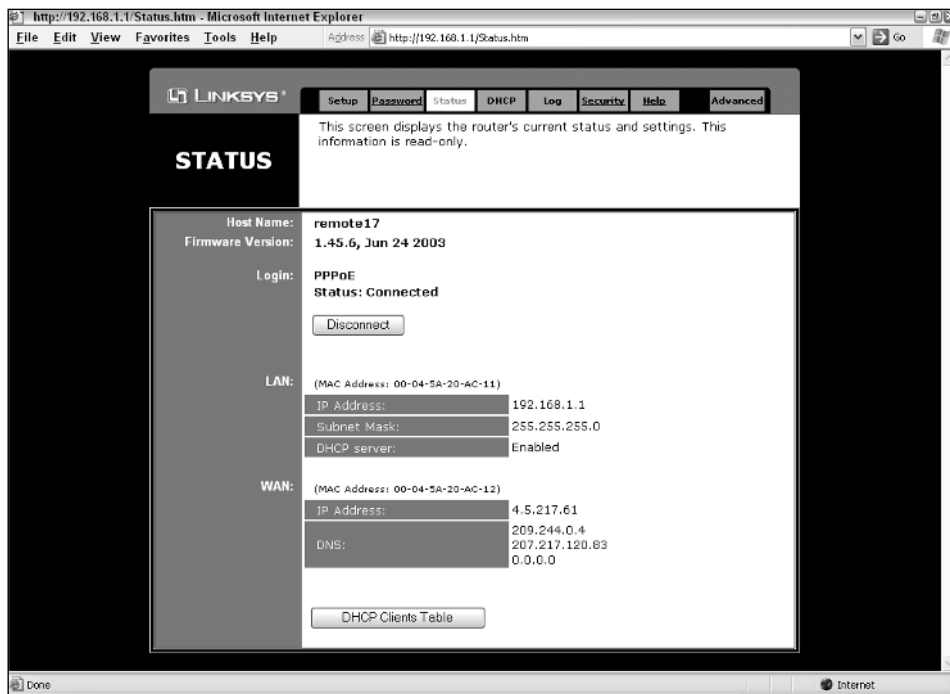 http://192.168.1.1/Status.htm - Microsoft Internet Explorer
File Edit View Favorites Tools Help Address http://192.168.1.1/Status.htm Go
LINKSYS®
Setup Password Status DHCP Log Security Help Advanced
STATUS
This screen displays the router's current status and settings. This
information is read-only.
Host Name: remote17
Firmware Version: 1.45.6, Jun 24 2003
Login: PPPoE
Status: Connected
Disconnect
LAN: (MAC Address: 00-04-5A-20-AC-11)
IP Address: 192.168.1.1
Subnet Mask: 255.255.255.0
DHCP server: Enabled
WAN: (MAC Address: 00-04-5A-20-AC-12)
IP Address: 4.5.217.61
DNS: 209.244.0.4
207.217.120.83
0.0.0.0
DHCP Clients Table
Done Internet